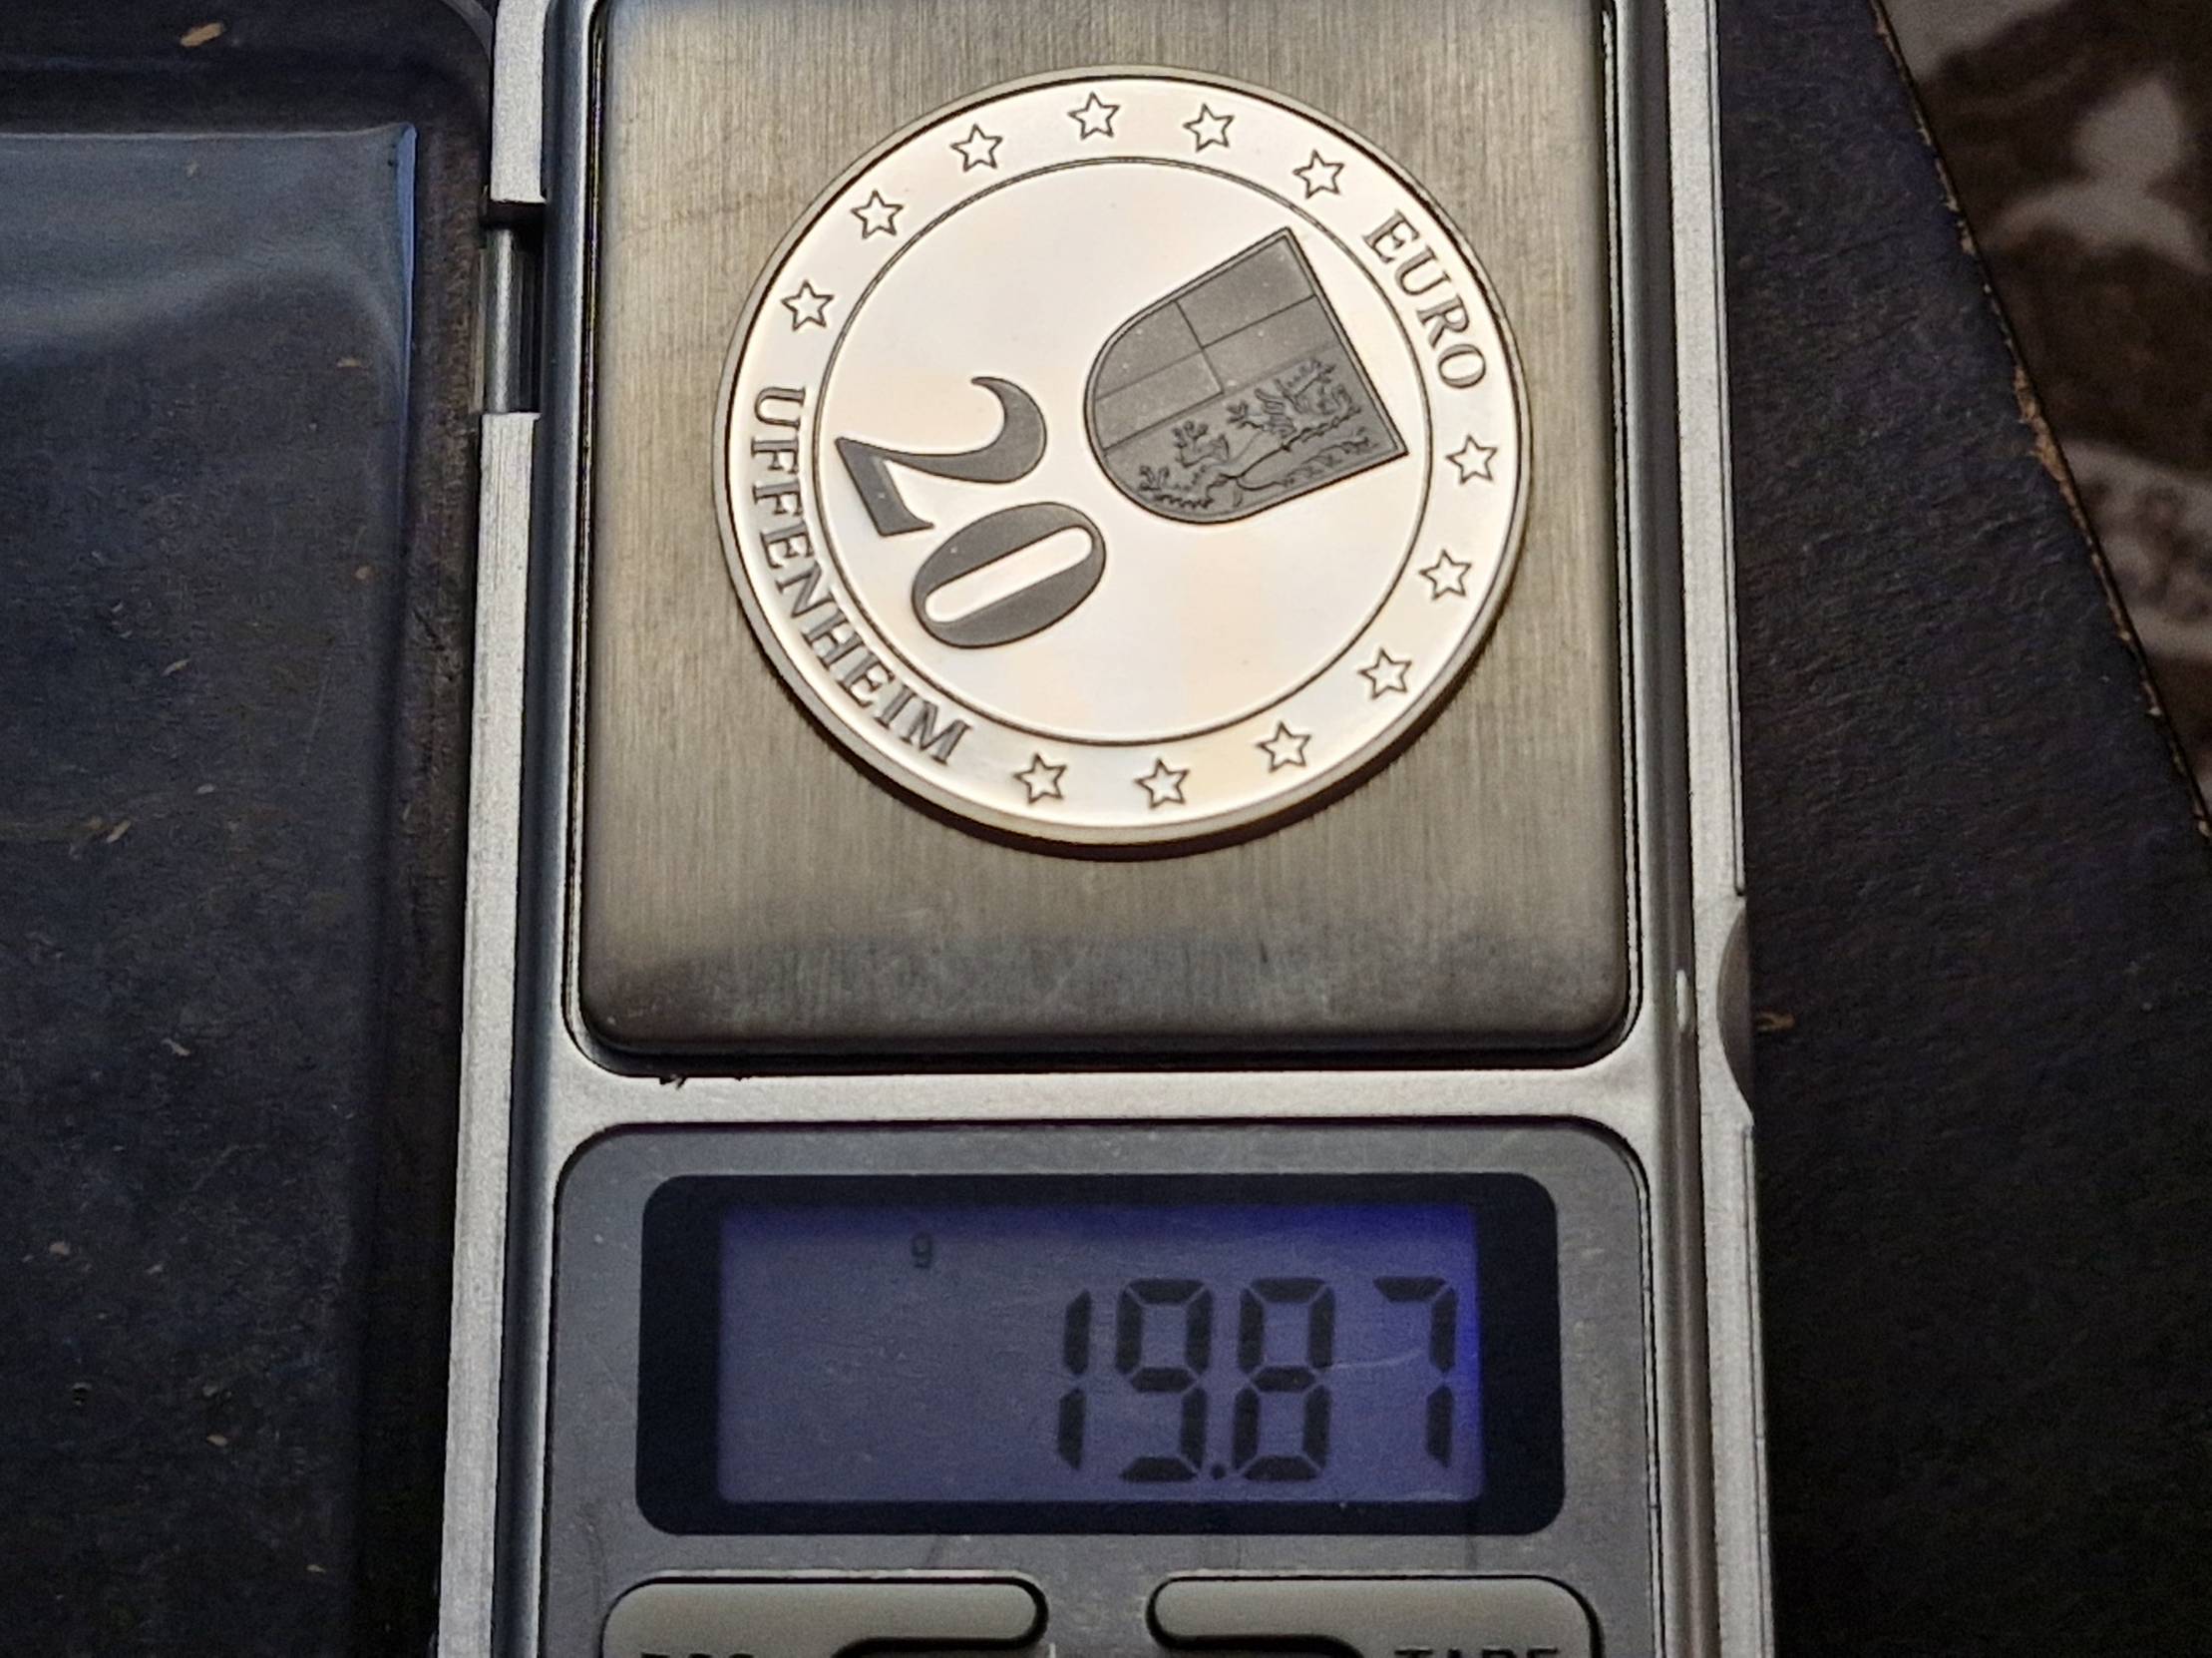 EURO
20
UFFENHEIM
g
19.87
TARE